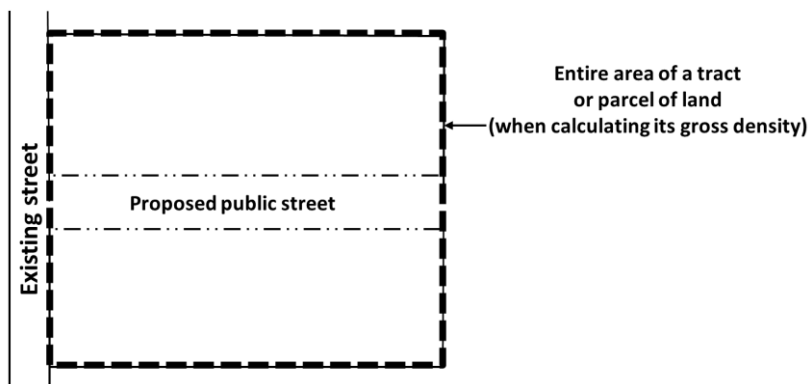 Existing street
Entire area of a tract
or parcel of land
(when calculating its gross density)
Proposed public street